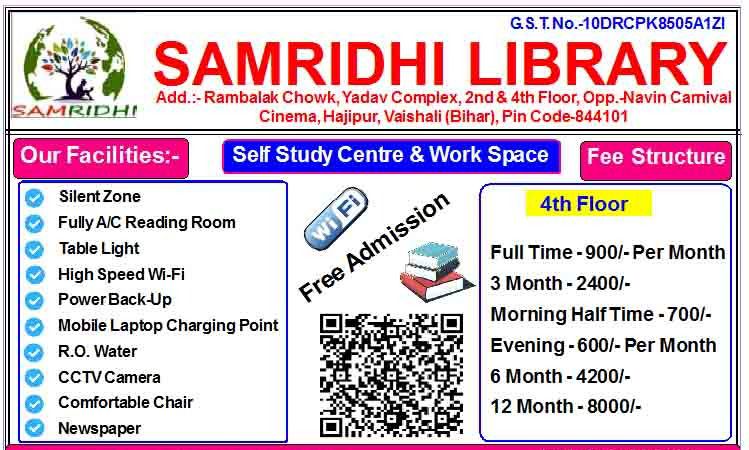 G.S.T. No.-10DRCPK8505A1ZI
SAMRIDHI
SAMRIDHI LIBRARY
Add.:- Rambalak Chowk, Yadav Complex, 2nd & 4th Floor, Opp.-Navin Carnival
Cinema, Hajipur, Vaishali (Bihar), Pin Code-844101
Our Facilities:-
Silent Zone
Fully A/C Reading Room
Table Light
High Speed Wi-Fi
Power Back-Up
Mobile Laptop Charging Point
R.O. Water
CCTV Camera
Comfortable Chair
Newspaper
Self Study Centre & Work Space
WiFi
Free Admission
Fee Structure
4th Floor
Full Time - 900/- Per Month
3 Month - 2400/-
Morning Half Time - 700/-
Evening - 600/- Per Month
6 Month - 4200/-
12 Month - 8000/-